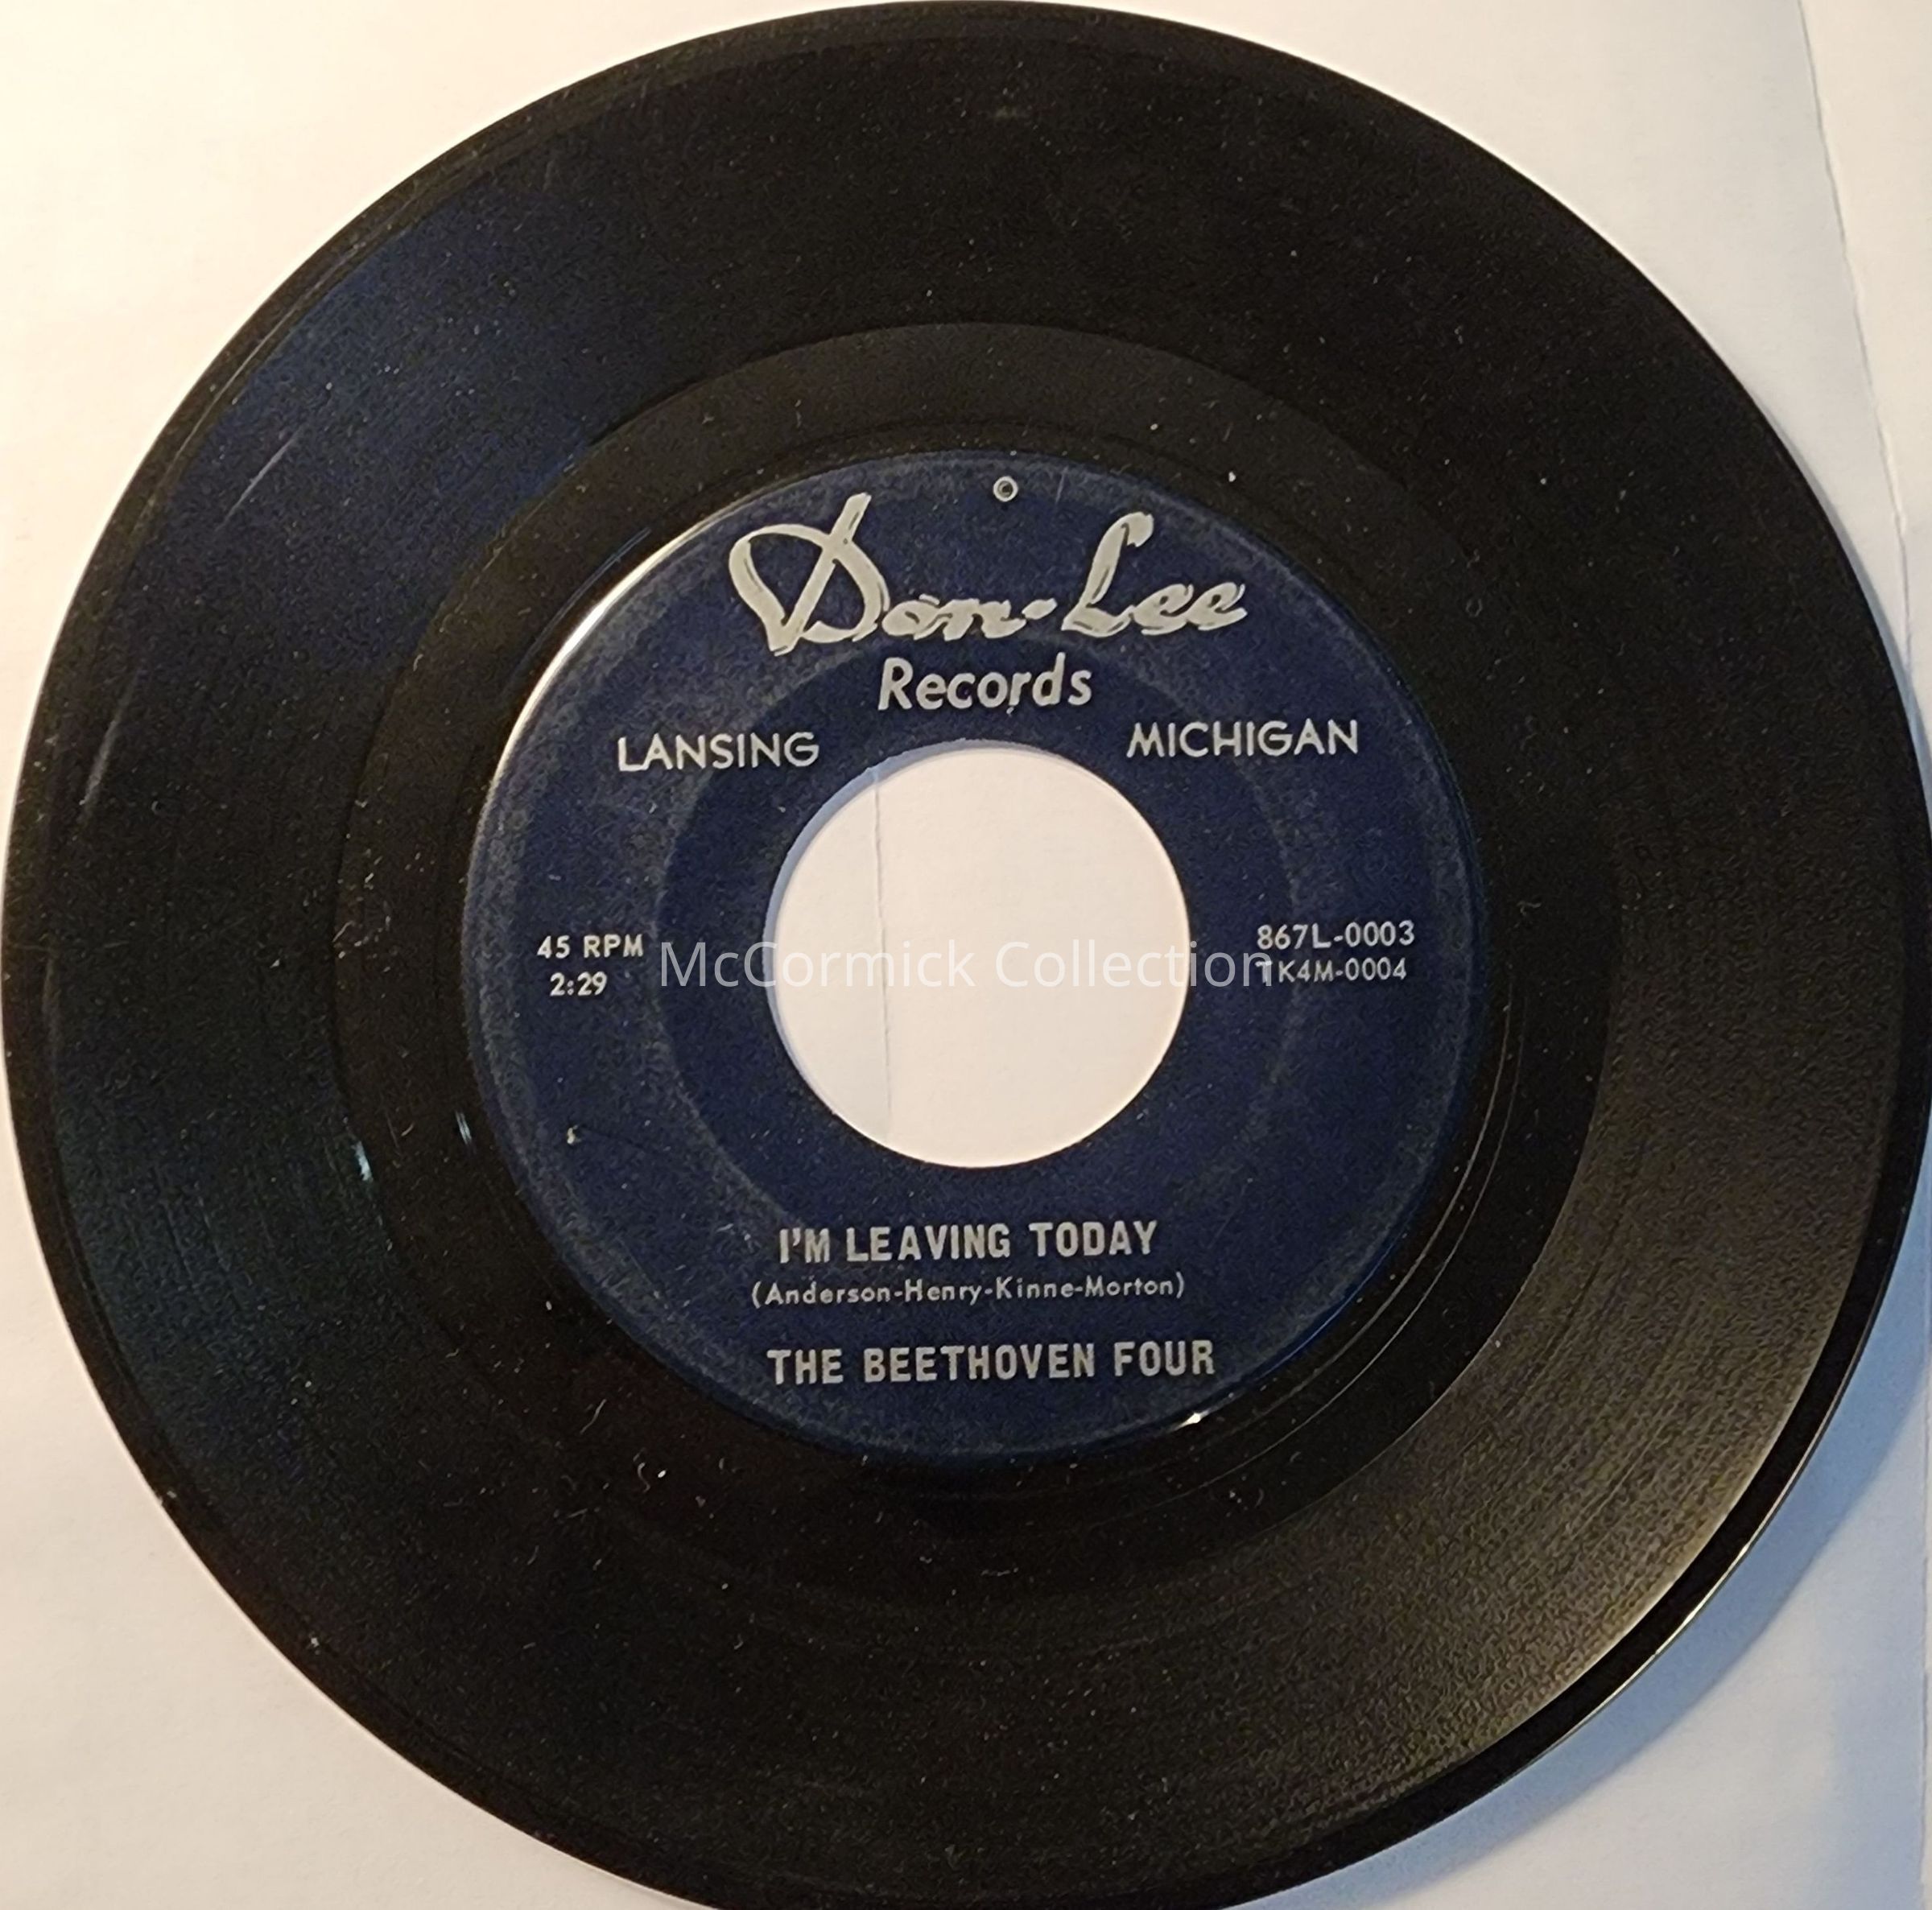 Don-Lee
Records
LANSING MICHIGAN
45 RPM
2:29
867L-0003
TK4M-0004
McCormick Collection
I'M LEAVING TODAY
(Anderson-Henry-Kinne-Morton)
THE BEETHOVEN FOUR